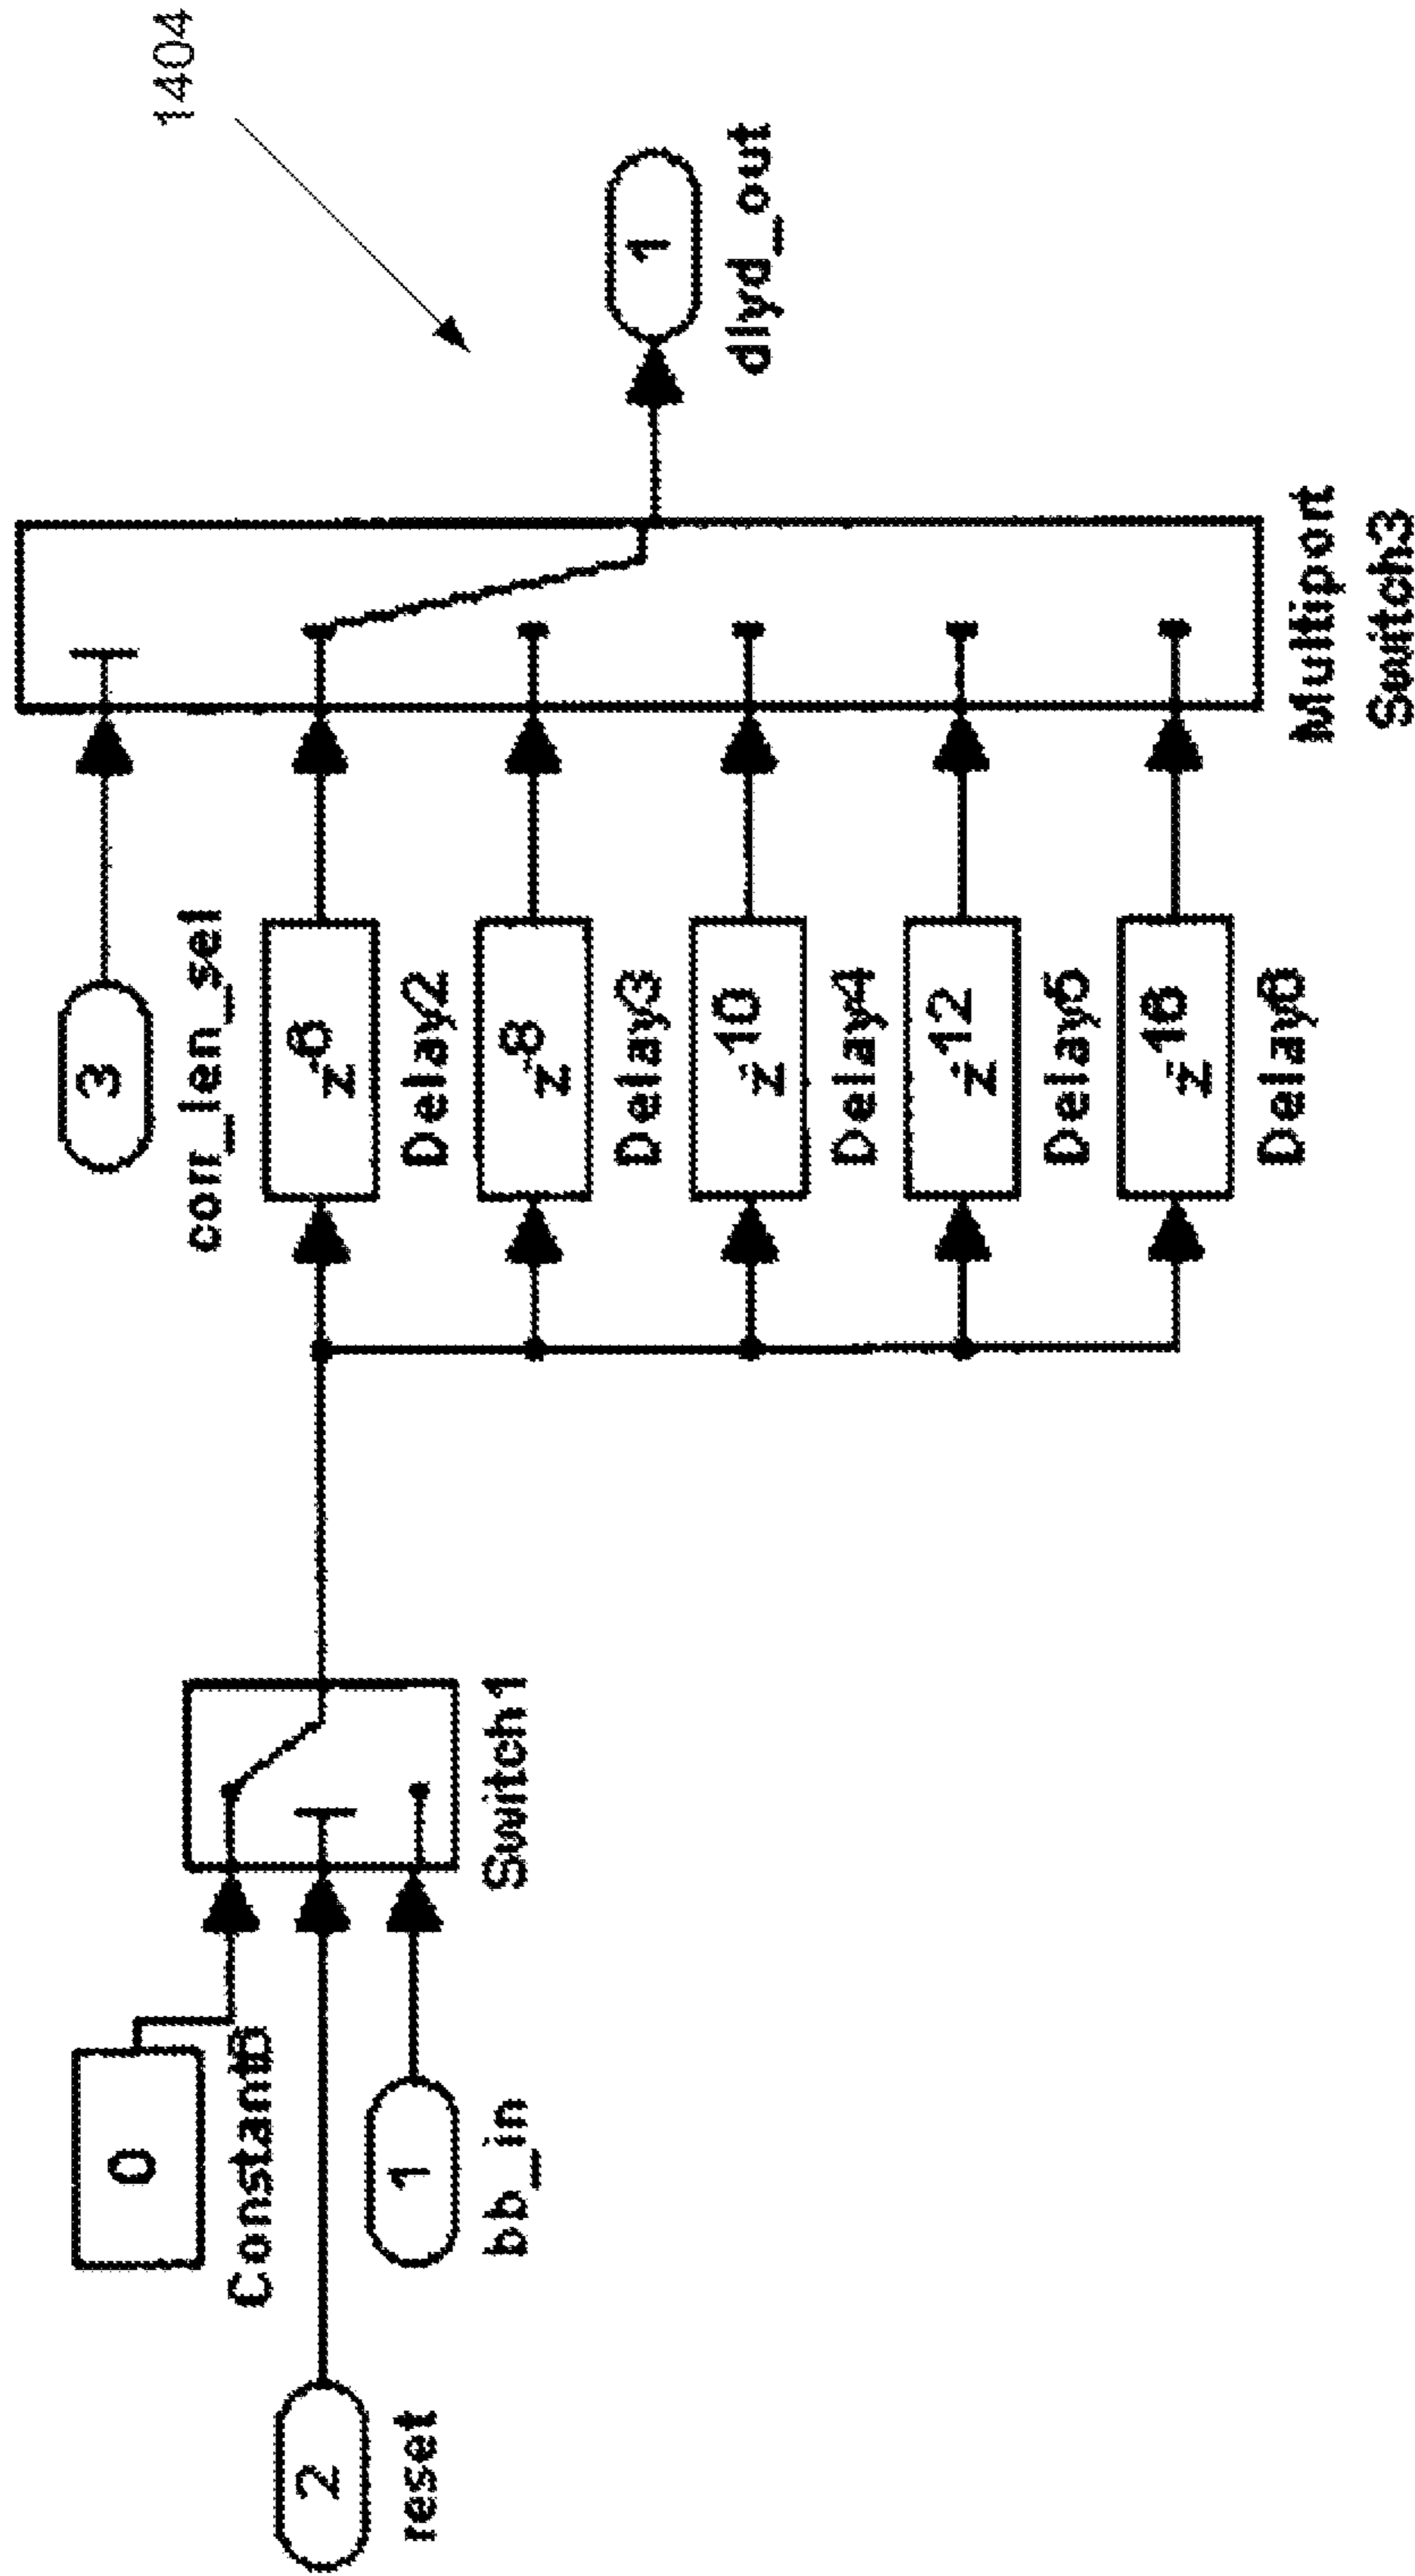 1404
3
corr_len_sel
0
2
reset
1
bb_in
Switch1
z-6
Delay2
z-8
Delay3
z-10
Delay4
z-12
Delay5
z-16
Delay6
Multiport
Switch3
1
dlyd_out